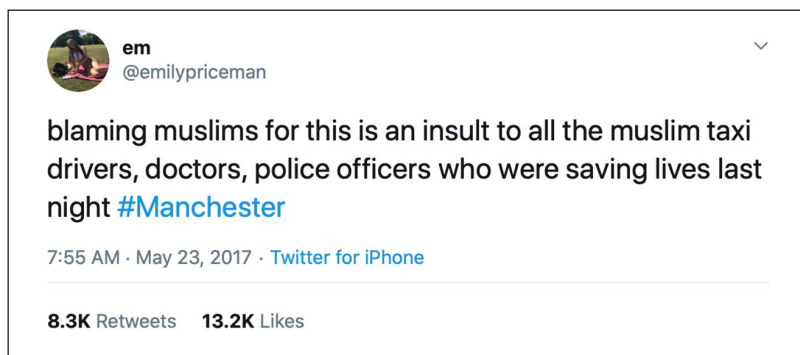 em
@emilypriceman
blaming muslims for this is an insult to all the muslim taxi
drivers, doctors, police officers who were saving lives last
night #Manchester
7:55 AM · May 23, 2017 · Twitter for iPhone
8.3K Retweets 13.2K Likes